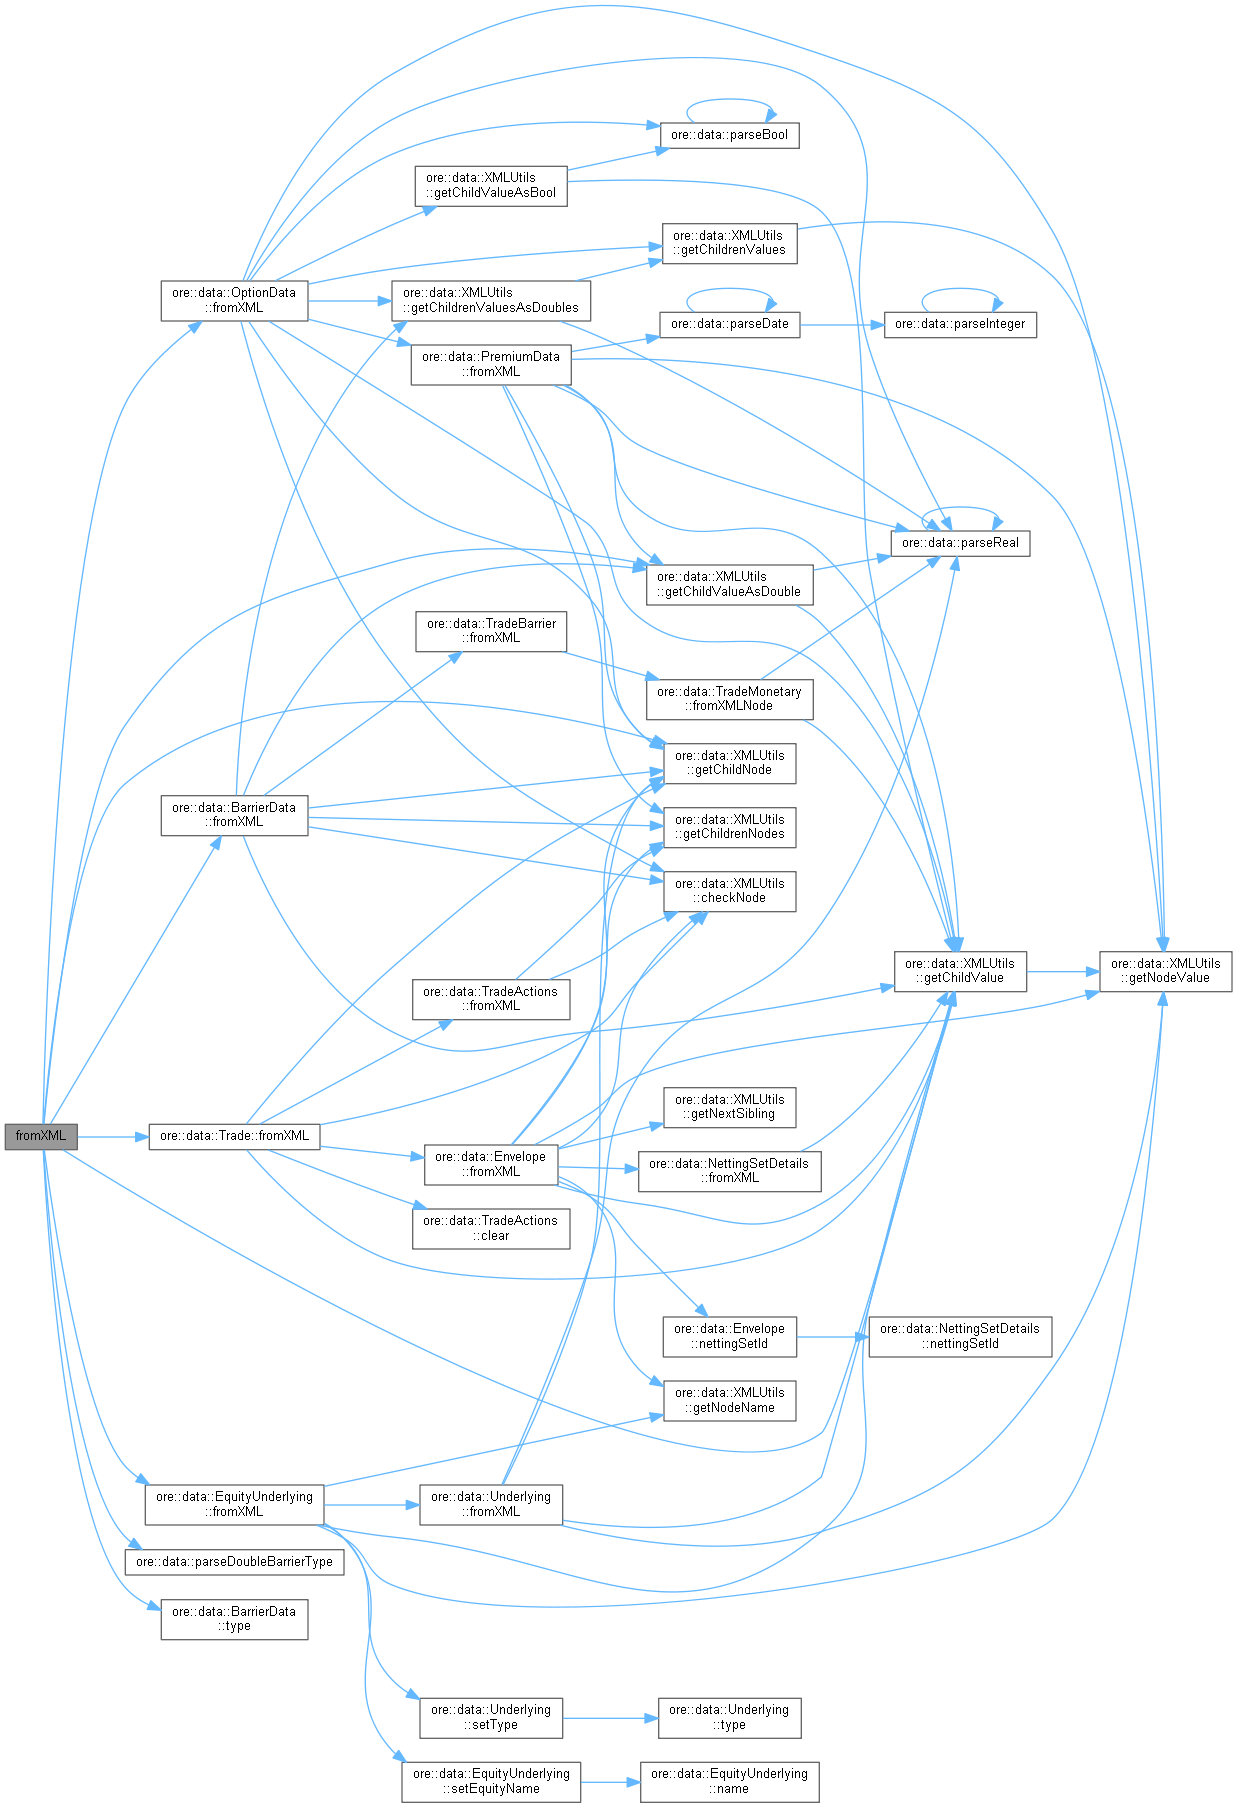 ore::data::parseBool
ore::data::XMLUtils
::getChildValueAsBool
ore::data::XMLUtils
::getChildrenValues
ore::data::OptionData
::fromXML
ore::data::XMLUtils
::getChildrenValuesAsDoubles
ore::data::parseDate
ore::data::parseInteger
ore::data::PremiumData
::fromXML
ore::data::parseReal
ore::data::XMLUtils
::getChildValueAsDouble
ore::data::TradeBarrier
::fromXML
ore::data::TradeMonetary
::fromXMLNode
ore::data::XMLUtils
::getChildNode
ore::data::BarrierData
::fromXML
ore::data::XMLUtils
::getChildrenNodes
ore::data::XMLUtils
::checkNode
ore::data::XMLUtils
::getChildValue
ore::data::XMLUtils
::getNodeValue
ore::data::TradeActions
::fromXML
ore::data::XMLUtils
::getNextSibling
fromXML
ore::data::Trade::fromXML
ore::data::Envelope
::fromXML
ore::data::NettingSetDetails
::fromXML
ore::data::TradeActions
::clear
ore::data::Envelope
::nettingSetId
ore::data::NettingSetDetails
::nettingSetId
ore::data::XMLUtils
::getNodeName
ore::data::EquityUnderlying
::fromXML
ore::data::Underlying
::fromXML
ore::data::parseDoubleBarrierType
ore::data::BarrierData
::type
ore::data::Underlying
::setType
ore::data::Underlying
::type
ore::data::EquityUnderlying
::setEquityName
ore::data::EquityUnderlying
::name